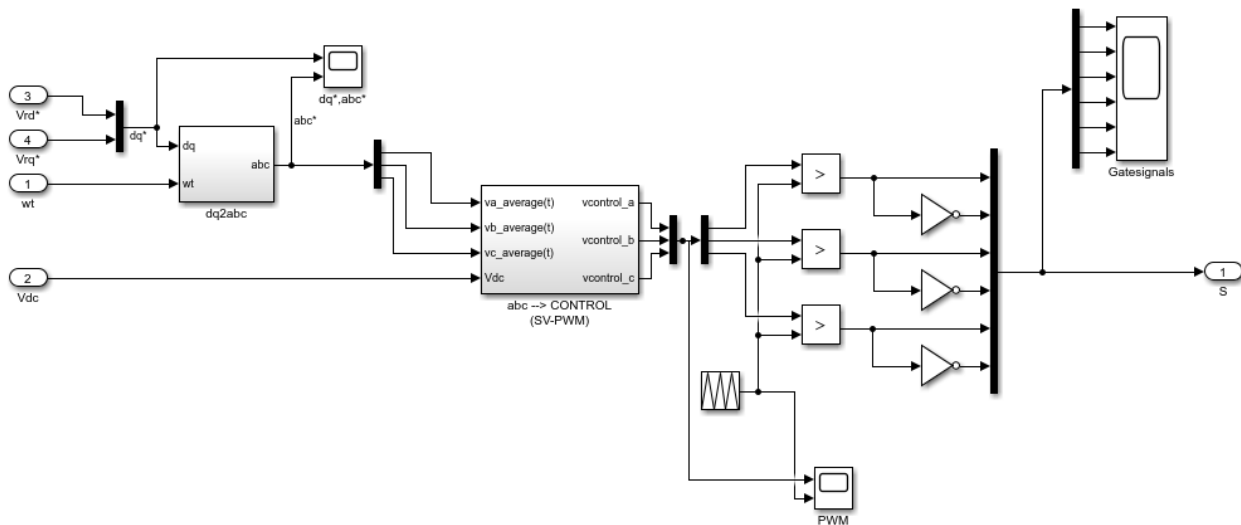 3
Vrd*
4
Vrq*
1
wt
2
Vdc
dq*
dq
wt
abc
dq2abc
abc*
dq*,abc*
va_average(t)
vb_average(t)
vc_average(t)
Vdc
vcontrol_a
vcontrol_b
vcontrol_c
abc --> CONTROL
(SV-PWM)
>
>
>
PWM
Gatesignals
1
S